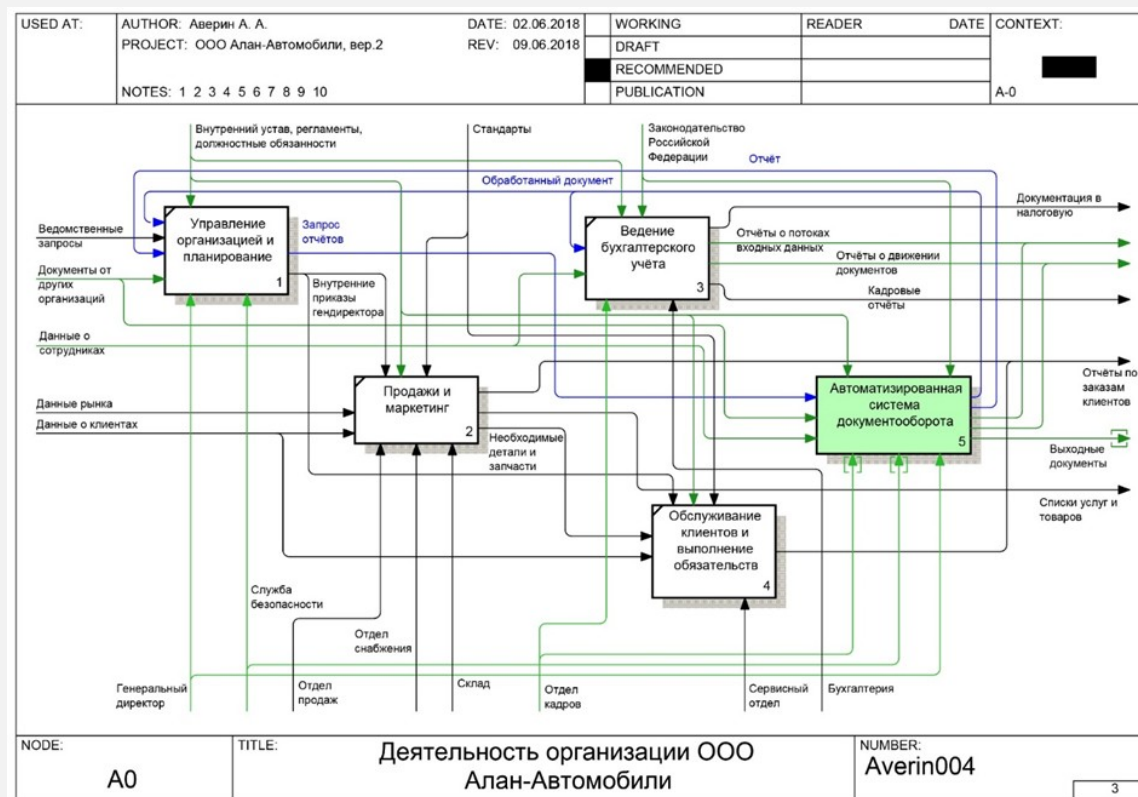 USED AT:
AUTHOR: Аверин А. А.
DATE: 02.06.2018
PROJECT: ООО Алан-Автомобили, вер.2
REV: 09.06.2018
NOTES: 1 2 3 4 5 6 7 8 9 10
WORKING
DRAFT
RECOMMENDED
PUBLICATION
READER
DATE
CONTEXT:
A-0
Внутренний устав, регламенты,
должностные обязанности
Стандарты
Законодательство
Российской
Федерации
Отчёт
Обработанный документ
Ведомственные
запросы
Документы от
других
организаций
Данные о
сотрудниках
Данные рынка
Данные о клиентах
Управление
организацией и
планирование
1
Запрос
отчётов
Внутренние
приказы
гендиректора
Ведение
бухгалтерского
учёта
3
Документация в
налоговую
Отчёты о потоках
входных данных
Отчёты о движении
документов
Кадровые
отчёты
Продажи и
маркетинг
2
Необходимые
детали и
запчасти
Автоматизированная
система
документооборота
5
Отчёты по
заказам
клиентов
Выходные
документы
Списки услуг и
товаров
Обслуживание
клиентов и
выполнение
обязательств
4
Служба
безопасности
Отдел
снабжения
Генеральный
директор
Отдел
продаж
Склад
Отдел
кадров
Сервисный
отдел
Бухгалтерия
NODE:
A0
TITLE:
Деятельность организации ООО
Алан-Автомобили
NUMBER:
Averin004
3